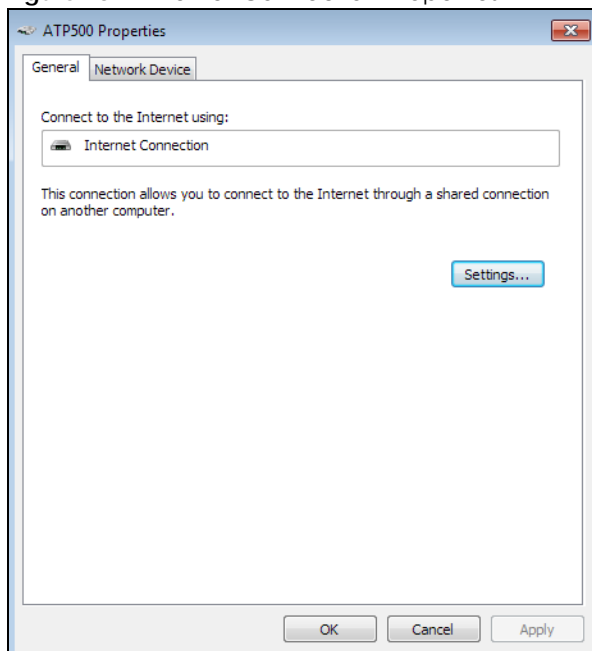 ATP500 Properties
General
Network Device
Connect to the Internet using:
Internet Connection
This connection allows you to connect to the Internet through a shared connection
on another computer.
Settings...
OK
Cancel
Apply